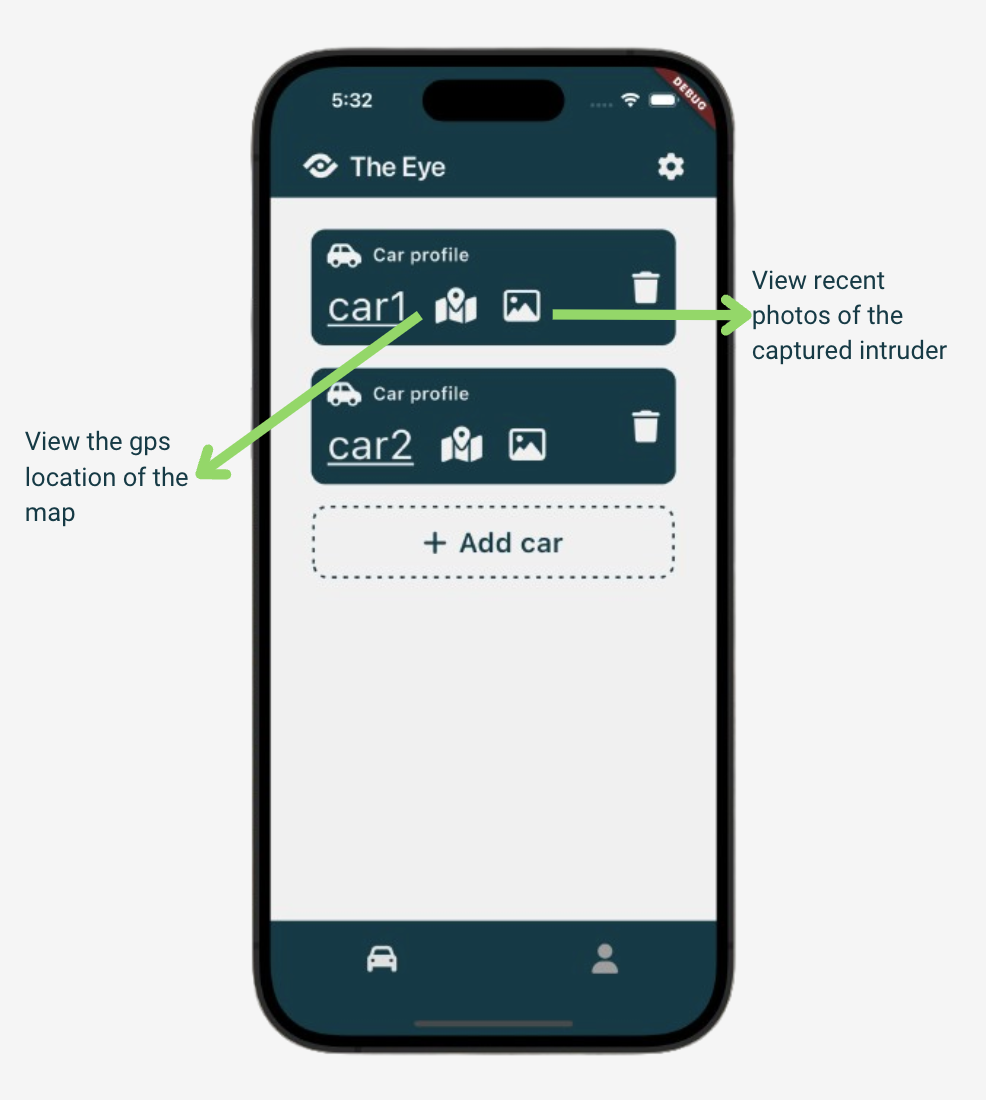 5:32
DEBUG
The Eye
Car profile
car1
View recent
photos of the
captured intruder
Car profile
car2
View the gps
location of the
map
+ Add car